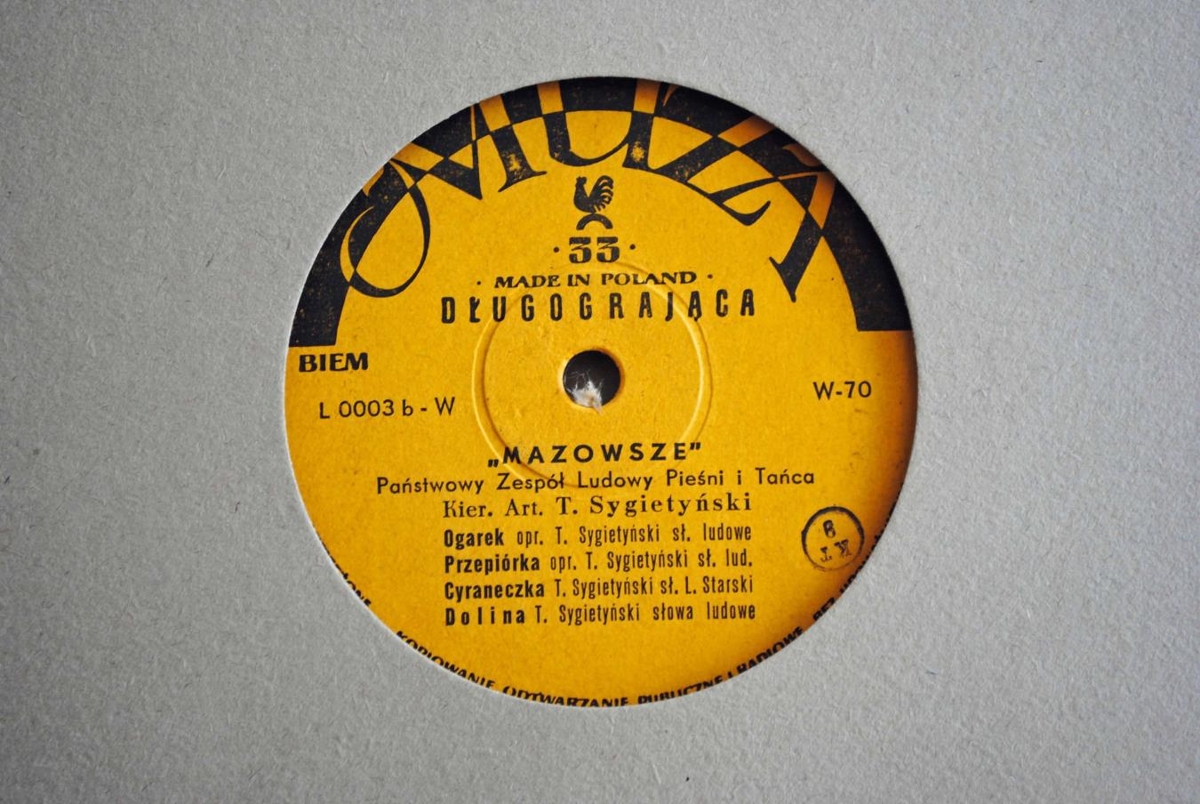 MUZA
33
· MADE IN POLAND ·
DŁUGOGRAJĄCA
BIEM
L 0003 b - W
W-70
„MAZOWSZE”
Państwowy Zespół Ludowy Pieśni i Tańca
Kier. Art. T. Sygietyński
Ogarek opr. T. Sygietyński sł. ludowe
Przepiórka opr. T. Sygietyński sł. lud.
Cyraneczka T. Sygietyński sł. L. Starski
Dolina T. Sygietyński słowa ludowe
KOPIOWANIE ODTWARZANIE PUBLICZNE I RADIOWE BEZ